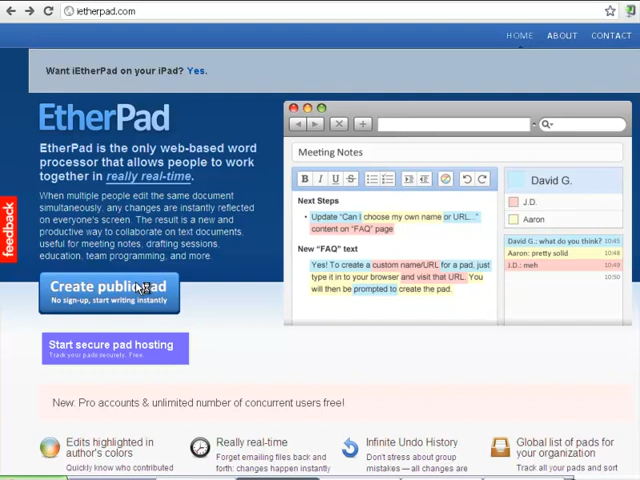 ietherpad.com
HOME ABOUT CONTACT
Want iEtherPad on your iPad? Yes.
EtherPad
EtherPad is the only web-based word
processor that allows people to work
together in really real-time.
When multiple people edit the same document
simultaneously, any changes are instantly reflected
on everyone's screen. The result is a new and
productive way to collaborate on text documents,
useful for meeting notes, drafting sessions,
education, team programming, and more.
feedback
Create public pad
No sign-up, start writing instantly
Start secure pad hosting
Track your pads securely. Free.
Meeting Notes
B I U S
Next Steps
• Update "Can I choose my own name or URL..."
content on "FAQ" page
New "FAQ" text
Yes! To create a custom name/URL for a pad, just
type it in to your browser and visit that URL. You
will then be prompted to create the pad.
David G.
J.D.
Aaron
David G.: what do you think? 10:45
Aaron: pretty solid 10:48
J.D.: meh 10:49
10:50
New: Pro accounts & unlimited number of concurrent users free!
Edits highlighted in
author's colors
Quickly know who contributed
Really real-time
Forget emailing files back and
forth: changes happen instantly
Infinite Undo History
Don't stress about group
mistakes—all changes are
Global list of pads for
your organization
Track all your pads and sort